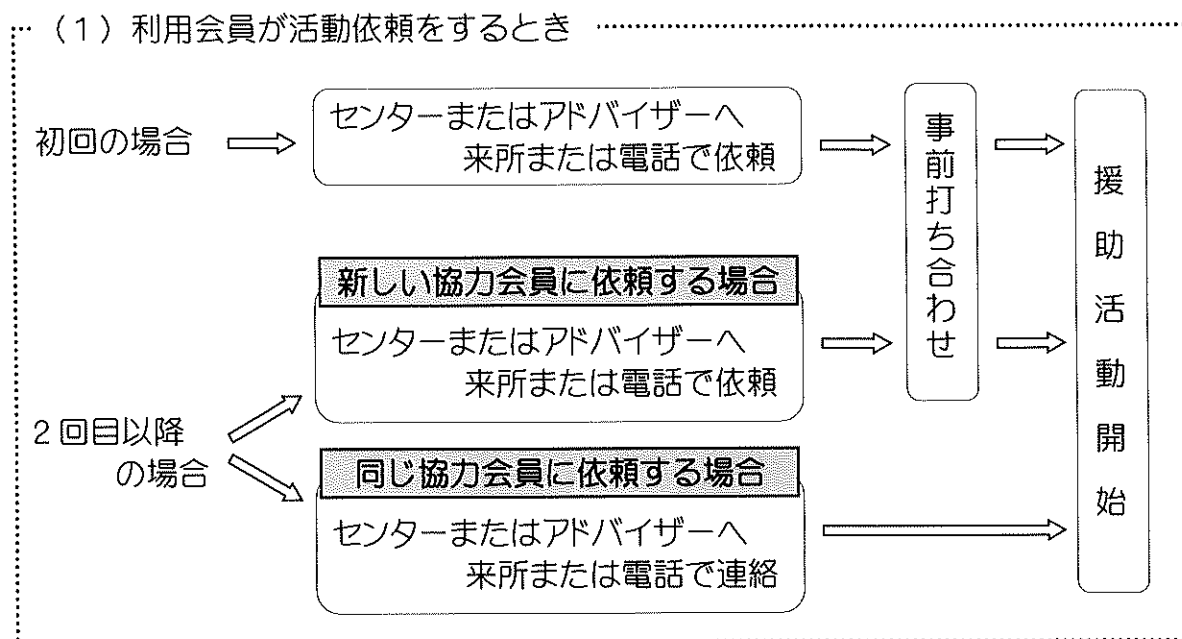 (1)利用会員が活動依頼をするとき
初回の場合
センターまたはアドバイザーへ
来所または電話で依頼
事前打ち合わせ
援助活動開始
新しい協力会員に依頼する場合
センターまたはアドバイザーへ
来所または電話で依頼
2回目以降
の場合
同じ協力会員に依頼する場合
センターまたはアドバイザーへ
来所または電話で連絡